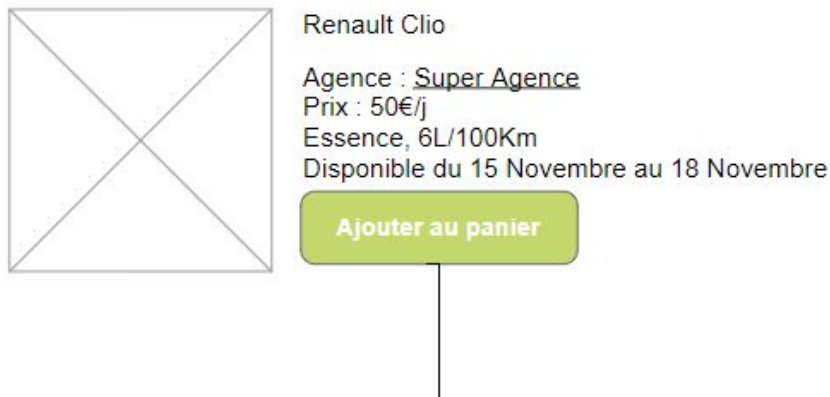 Renault Clio
Agence : Super Agence
Prix : 50€/j
Essence, 6L/100Km
Disponible du 15 Novembre au 18 Novembre
Ajouter au panier